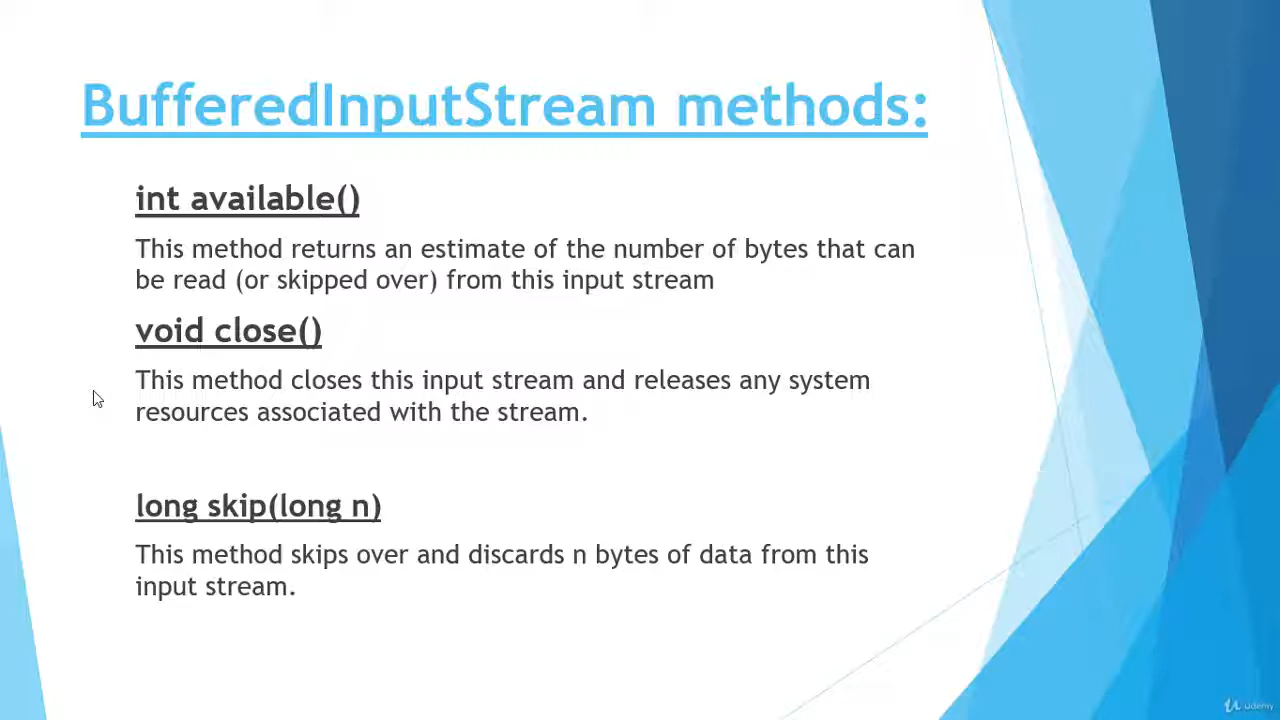 BufferedInputStream methods:
int available()
This method returns an estimate of the number of bytes that can
be read (or skipped over) from this input stream
void close()
This method closes this input stream and releases any system
resources associated with the stream.
long skip(long n)
This method skips over and discards n bytes of data from this
input stream.
udemy